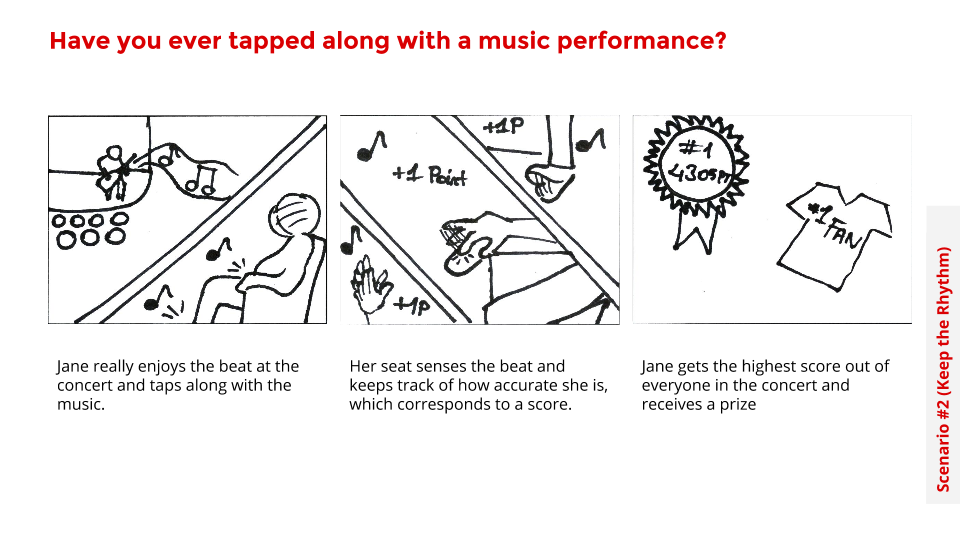 Have you ever tapped along with a music performance?
+1 Point
+1P
+1P
#1
430SPT
#1
FAN
Jane really enjoys the beat at the
concert and taps along with the
music.
Her seat senses the beat and
keeps track of how accurate she is,
which corresponds to a score.
Jane gets the highest score out of
everyone in the concert and
receives a prize
Scenario #2 (Keep the Rhythm)